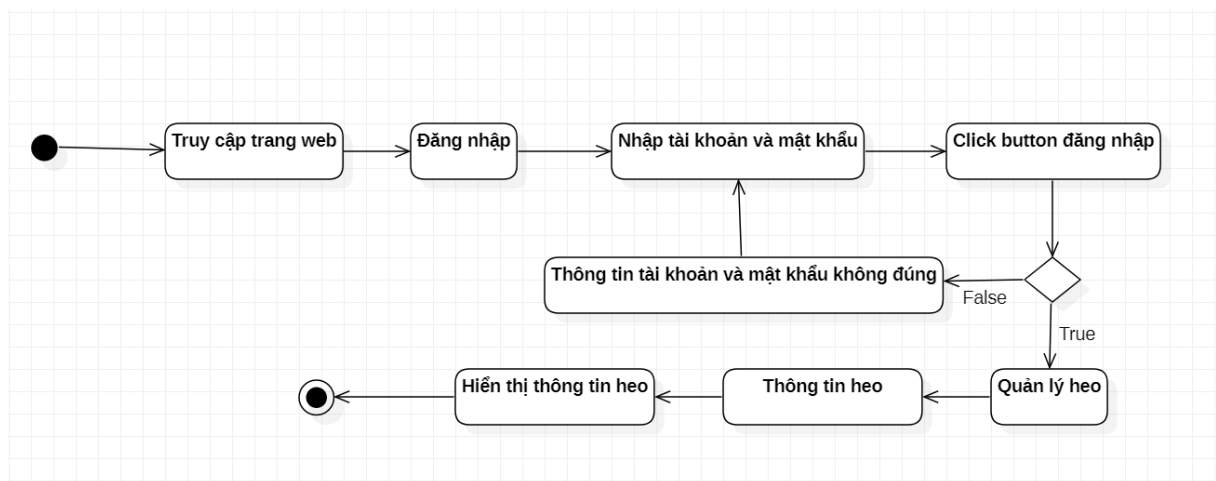 Truy cập trang web
Đăng nhập
Nhập tài khoản và mật khẩu
Click button đăng nhập
Thông tin tài khoản và mật khẩu không đúng
False
True
Hiển thị thông tin heo
Thông tin heo
Quản lý heo